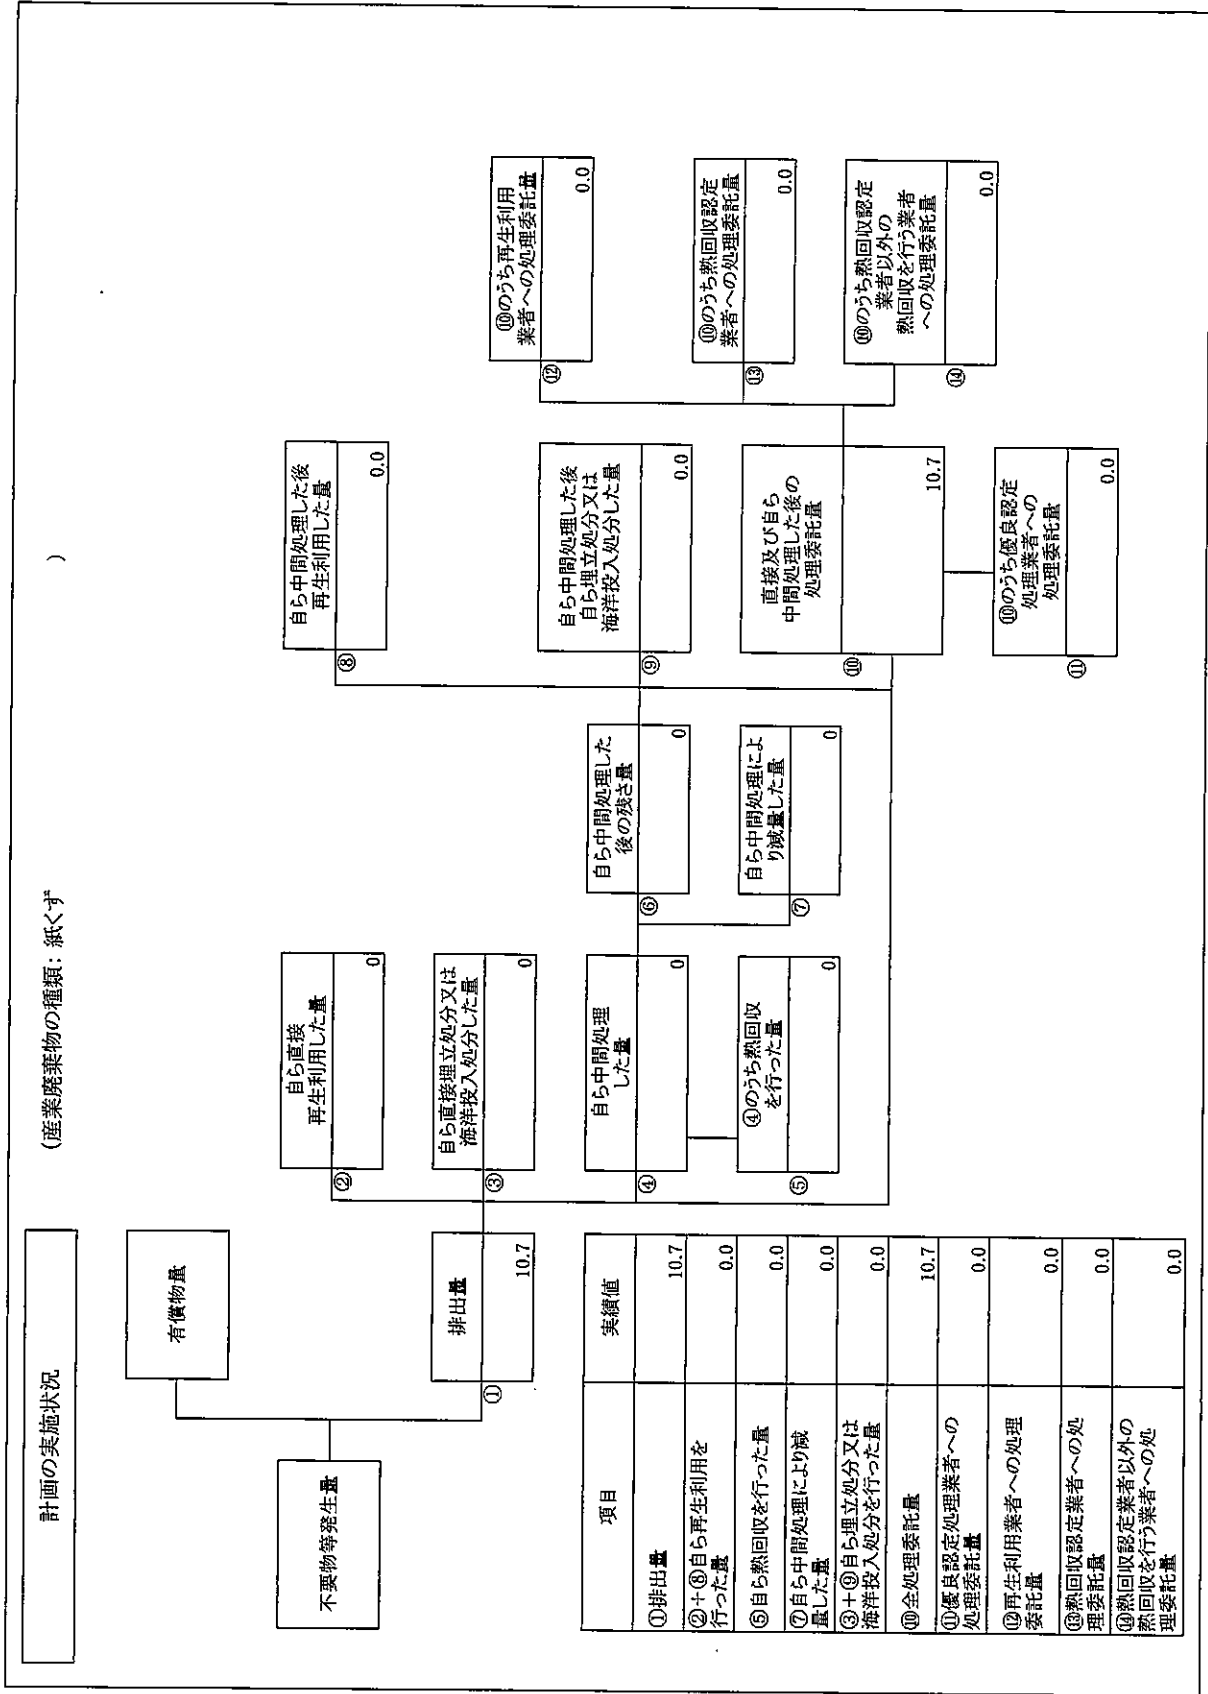 計画の実施状況
(産業廃棄物の種類: 紙くず
)
不要物等発生量
有償物量
排出量
①
10.7
自ら直接
再生利用した量
②
0
自ら直接埋立処分又は
海洋投入処分した量
③
0
自ら中間処理
した量
④
0
④のうち熱回収
を行った量
⑤
0
自ら中間処理した
後の残さ量
⑥
0
自ら中間処理によ
り減量した量
⑦
0
自ら中間処理した後
再生利用した量
⑧
0.0
自ら中間処理した後
自ら埋立処分又は
海洋投入処分した量
⑨
0.0
直接及び自ら
中間処理した後の
処理委託量
⑩
10.7
⑩のうち優良認定
処理業者への
処理委託量
⑪
0.0
⑩のうち再生利用
業者への処理委託量
⑫
0.0
⑩のうち熱回収認定
業者への処理委託量
⑬
0.0
⑩のうち熱回収認定
業者以外の
熱回収を行う業者
への処理委託量
⑭
0.0
項目 実績値
①排出量 10.7
②+⑧自ら再生利用を
行った量 0.0
⑤自ら熱回収を行った量 0.0
⑦自ら中間処理により減
量した量 0.0
③+⑨自ら埋立処分又は
海洋投入処分を行った量 0.0
⑩全処理委託量 10.7
⑪優良認定処理業者への
処理委託量 0.0
⑫再生利用業者への処理
委託量 0.0
⑬熱回収認定業者への処
理委託量 0.0
⑭熱回収認定業者以外の
熱回収を行う業者への処
理委託量 0.0